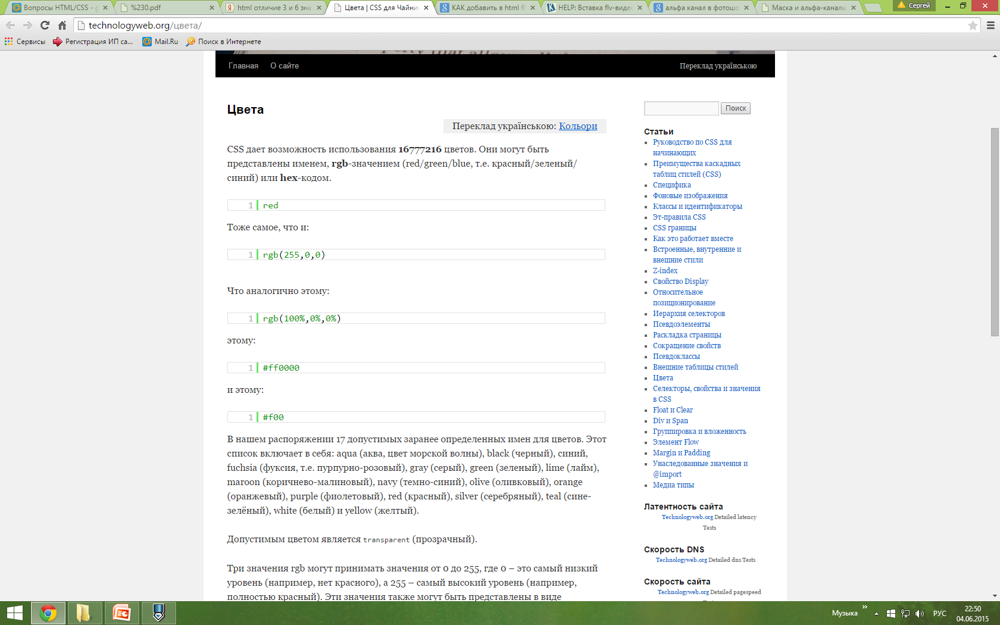 Вопросы HTML/CSS - g
%230.pdf
html отличие 3 и 6 зна
Цвета | CSS для Чайни
КАК добавить в html fl
HELP: Вставка flv-виде
альфа канал в фотошо
Маска и альфа-каналы
Сергей
technologyweb.org/цвета/
Сервисы
Регистрация ИП са...
Mail.Ru
Поиск в Интернете
Главная
О сайте
Переклад українською
Цвета
Переклад українською: Кольори
CSS дает возможность использования 16777216 цветов. Они могут быть
представлены именем, rgb-значением (red/green/blue, т.е. красный/зеленый/
синий) или hex-кодом.
1 red
Тоже самое, что и:
1 rgb(255,0,0)
Что аналогично этому:
1 rgb(100%,0%,0%)
этому:
1 #ff0000
и этому:
1 #f00
В нашем распоряжении 17 допустимых заранее определенных имен для цветов. Этот
список включает в себя: aqua (аква, цвет морской волны), black (черный), синий,
fuchsia (фуксия, т.е. пурпурно-розовый), gray (серый), green (зеленый), lime (лайм),
maroon (коричнево-малиновый), navy (темно-синий), olive (оливковый), orange
(оранжевый), purple (фиолетовый), red (красный), silver (серебряный), teal (сине-
зелёный), white (белый) и yellow (желтый).
Допустимым цветом является transparent (прозрачный).
Три значения rgb могут принимать значения от 0 до 255, где 0 – это самый низкий
уровень (например, нет красного), а 255 – самый высокий уровень (например,
полностью красный). Эти значения также могут быть представлены в виде
Поиск
Статьи
Руководство по CSS для
начинающих
Преимущества каскадных
таблиц стилей (CSS)
Специфика
Фоновые изображения
Классы и идентификаторы
Эт-правила CSS
CSS границы
Как это работает вместе
Встроенные, внутренние и
внешние стили
Z-index
Свойство Display
Относительное
позиционирование
Иерархия селекторов
Псевдоэлементы
Раскладка страницы
Сокращение свойств
Псевдоклассы
Внешние таблицы стилей
Цвета
Селекторы, свойства и значения
в CSS
Float и Clear
Div и Span
Группировка и вложенность
Элемент Flow
Margin и Padding
Унаследованные значения и
@import
Медиа типы
Латентность сайта
Technologyweb.org Detailed latency
Tests
Скорость DNS
Technologyweb.org Detailed dns Tests
Скорость сайта
Technologyweb.org Detailed pagespeed
Музыка
РУС
22:50
04.06.2015